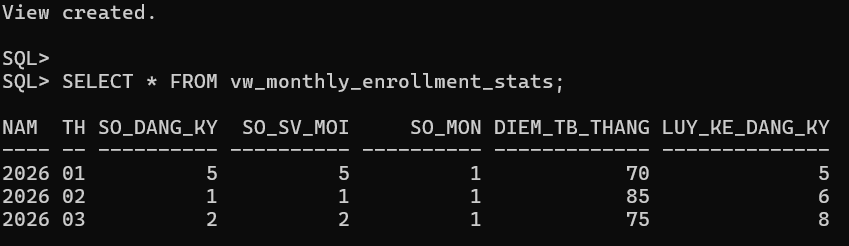 View created.
SQL>
SQL> SELECT * FROM vw_monthly_enrollment_stats;
NAM  TH SO_DANG_KY  SO_SV_MOI     SO_MON DIEM_TB_THANG LUY_KE_DANG_KY
---- -- ---------- ---------- ---------- ------------- --------------
2026 01          5          5          1            70              5
2026 02          1          1          1            85              6
2026 03          2          2          1            75              8